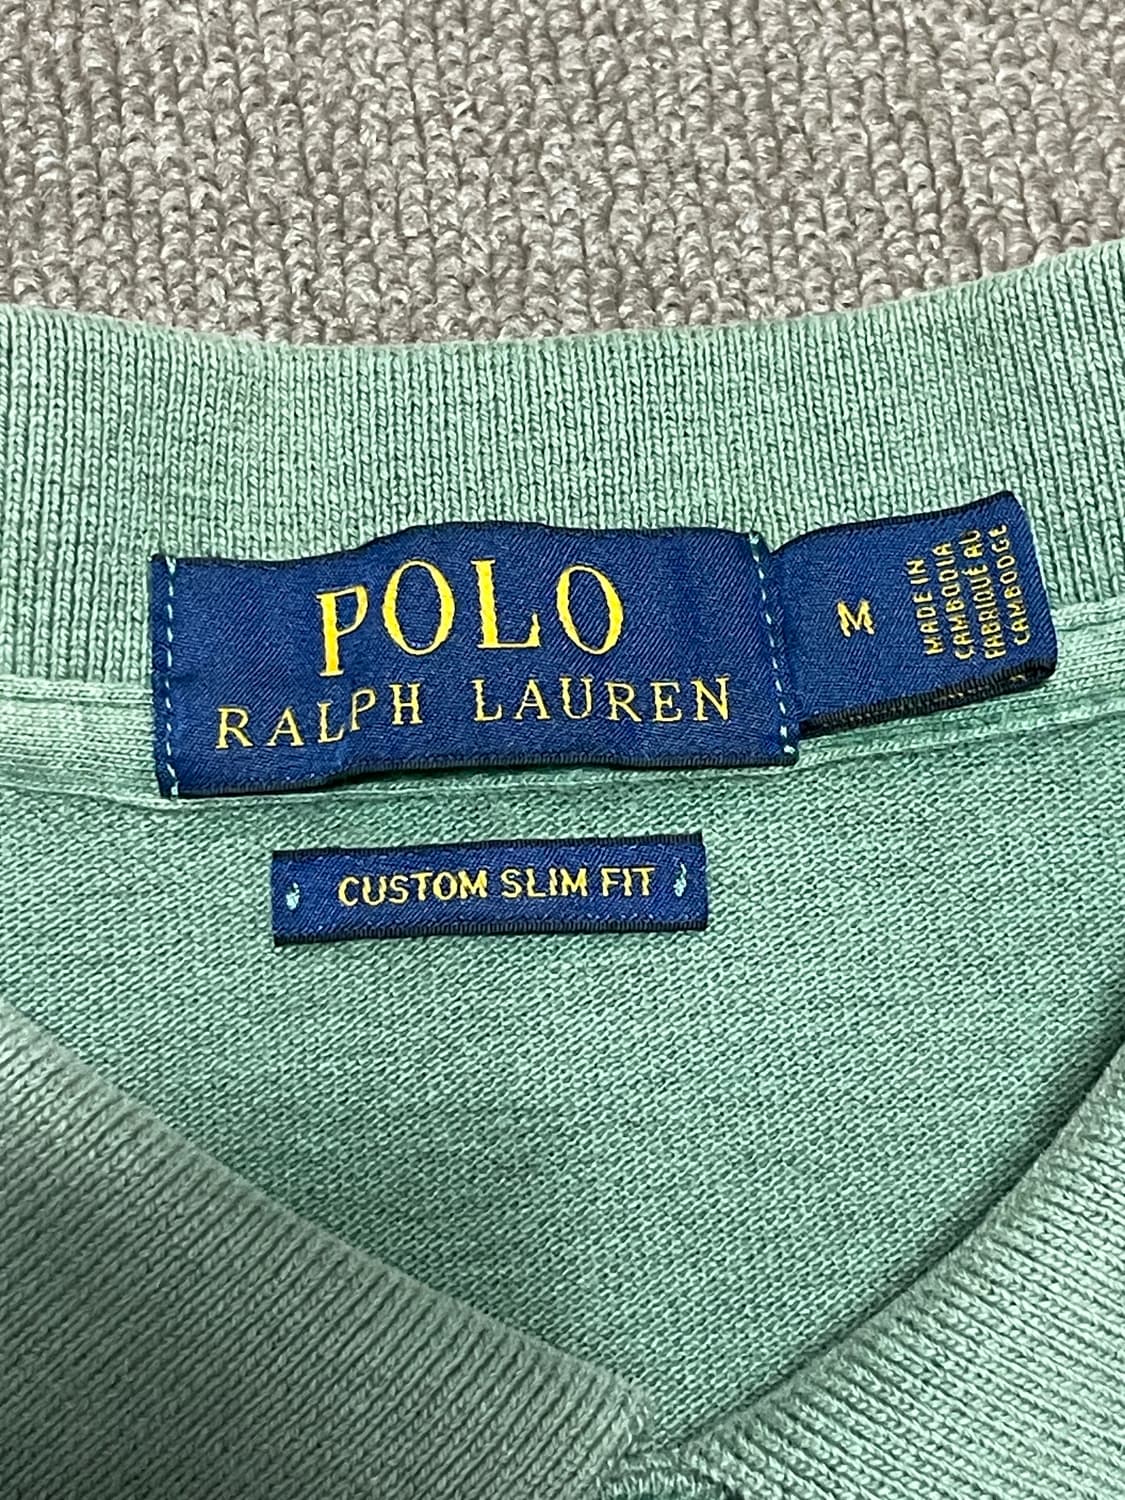 POLO
RALPH LAUREN
M
MADE IN
CAMBODIA
FABRIQUÉ AU
CAMBODGE
CUSTOM SLIM FIT